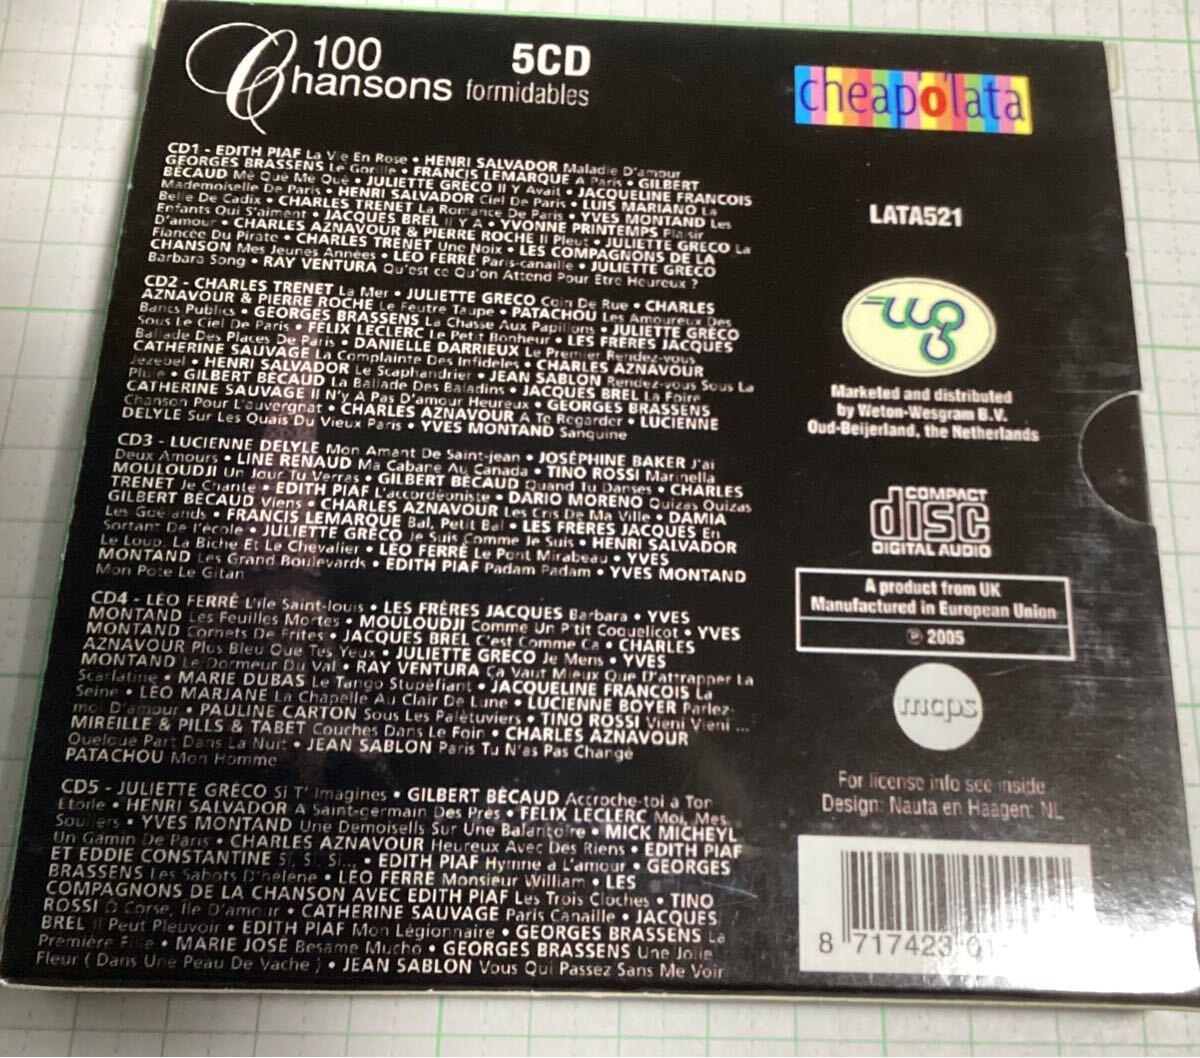 100
Chansons formidables
5CD
CD1 - EDITH PIAF La Vie En Rose • HENRI SALVADOR Maladie D'amour
GEORGES BRASSENS Le Gorille • FRANCIS LEMARQUE A Paris • GILBERT
BÉCAUD Mé Qué Mé Qué • JULIETTE GRÉCO Il Y Avait • JACQUELINE FRANCOIS
Mademoiselle De Paris • HENRI SALVADOR Ciel De Paris • LUIS MARIANO La
Belle De Cadix • CHARLES TRENET La Romance De Paris • YVES MONTAND Les
Enfants Qui S'aiment • JACQUES BREL Il Y A • YVONNE PRINTEMPS Plaisir
D'amour • CHARLES AZNAVOUR & PIERRE ROCHE Il Pleut • JULIETTE GRECO La
Fiancée Du Pirate • CHARLES TRENET Une Noix • LES COMPAGNONS DE LA
CHANSON Mes Jeunes Années • LÉO FERRÉ Paris-canaille • JULIETTE GRÉCO
Barbara Song • RAY VENTURA Qu'est ce Qu'on Attend Pour Être Heureux ?
CD2 - CHARLES TRENET La Mer • JULIETTE GRÉCO Coin De Rue • CHARLES
AZNAVOUR & PIERRE ROCHE Le Feutre Taupe • PATACHOU Les Amoureux Des
Bancs Publics • GEORGES BRASSENS La Chasse Aux Papillons • JULIETTE GRÉCO
Sous Le Ciel De Paris • FÉLIX LECLERC Le Petit Bonheur • LES FRÈRES JACQUES
Ballade Des Places De Paris • DANIELLE DARRIEUX Le Premier Rendez-vous
CATHERINE SAUVAGE La Complainte Des Infideles • CHARLES AZNAVOUR
Jezebel • HENRI SALVADOR Le Scaphandrier • JEAN SABLON Rendez-vous Sous La
Pluie • GILBERT BÉCAUD La Ballade Des Baladins • JACQUES BREL La Foire
CATHERINE SAUVAGE Il N'y A Pas D'amour Heureux • GEORGES BRASSENS
Chanson Pour L'auvergnat • CHARLES AZNAVOUR A Te Regarder • LUCIENNE
DELYLE Sur Les Quais Du Vieux Paris • YVES MONTAND Sanguine
CD3 - LUCIENNE DELYLE Mon Amant De Saint-jean • JOSÉPHINE BAKER J'ai
Deux Amours • LINE RENAUD Ma Cabane Au Canada • TINO ROSSI Marinella
MOULOUDJI Un Jour Tu Verras • GILBERT BÉCAUD Quand Tu Danses • CHARLES
TRENET Je Chante • EDITH PIAF L'accordéoniste • DARIO MORENO Quizas Quizas
GILBERT BÉCAUD Viens • CHARLES AZNAVOUR Les Cris De Ma Ville • DAMIA
Les Goélands • FRANCIS LEMARQUE Bal, Petit Bal • LES FRÈRES JACQUES En
Sortant De l'école • JULIETTE GRÉCO Je Suis Comme Je Suis • HENRI SALVADOR
Le Loup, La Biche Et Le Chevalier • LEO FERRÉ Le Pont Mirabeau • YVES
MONTAND Les Grand Boulevards • EDITH PIAF Padam Padam • YVES MONTAND
Mon Pote Le Gitan
CD4 - LÉO FERRÉ L'île Saint-louis • LES FRÈRES JACQUES Barbara • YVES
MONTAND Les Feuilles Mortes • MOULOUDJI Comme Un P'tit Coquelicot • YVES
MONTAND Cornets De Frites • JACQUES BREL C'est Comme Ca • CHARLES
AZNAVOUR Plus Bleu Que Tes Yeux • JULIETTE GRÉCO Je Mens • YVES
MONTAND Le Dormeur Du Val • RAY VENTURA Ça Vaut Mieux Que D'attrapper La
Scarlatine • MARIE DUBAS Le Tango Stupéfiant • JACQUELINE FRANCOIS La
Seine • LEO MARJANE La Chapelle Au Clair De Lune • LUCIENNE BOYER Parlez-
moi D'amour • PAULINE CARTON Sous Les Palétuviers • TINO ROSSI Vieni Vieni ...
MIREILLE & PILLS & TABET Couches Dans Le Foin • CHARLES AZNAVOUR
Quelque Part Dans La Nuit • JEAN SABLON Paris Tu N'as Pas Changé
PATACHOU Mon Homme
CD5 - JULIETTE GRÉCO Si T' Imagines • GILBERT BÉCAUD Accroche-toi à Ton
Étoile • HENRI SALVADOR A Saint-germain Des Prés • FELIX LECLERC Moi, Mes
Souliers • YVES MONTAND Une Demoisells Sur Une Balançoire • MICK MICHEYL
Un Gamin De Paris • CHARLES AZNAVOUR Heureux Avec Des Riens • EDITH PIAF
ET EDDIE CONSTANTINE Si, Si, Si... • EDITH PIAF Hymne à L'amour • GEORGES
BRASSENS Les Sabots D'hélène • LÉO FERRÉ Monsieur William • LES
COMPAGNONS DE LA CHANSON AVEC EDITH PIAF Les Trois Cloches • TINO
ROSSI Ô Corse, Île D'amour • CATHERINE SAUVAGE Paris Canaille • JACQUES
BREL Il Peut Pleuvoir • EDITH PIAF Mon Légionnaire • GEORGES BRASSENS La
Première Fille • MARIE JOSÉ Besame Mucho • GEORGES BRASSENS Une Jolie
Fleur ( Dans Une Peau De Vache ) • JEAN SABLON Vous Qui Passez Sans Me Voir
cheapo'lata
LATA521
Marketed and distributed
by Weton-Wesgram B.V.
Oud-Beijerland, the Netherlands
COMPACT
disc
DIGITAL AUDIO
A product from UK
Manufactured in European Union
℗ 2005
mcps
For license info see inside
Design: Nauta en Haagen, NL
8 717423 01